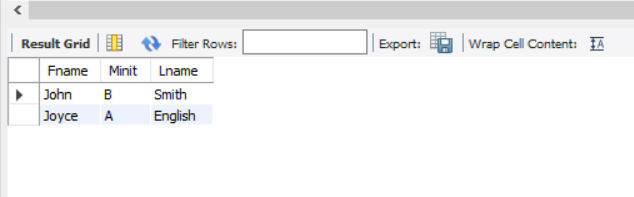 Result Grid Filter Rows: Export: Wrap Cell Content:
Fname Minit Lname
John B Smith
Joyce A English